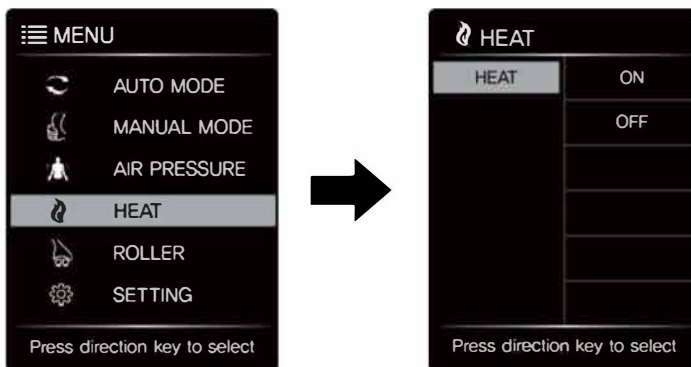 MENU
AUTO MODE
MANUAL MODE
AIR PRESSURE
HEAT
ROLLER
SETTING
Press direction key to select
HEAT
HEAT ON
OFF
Press direction key to select